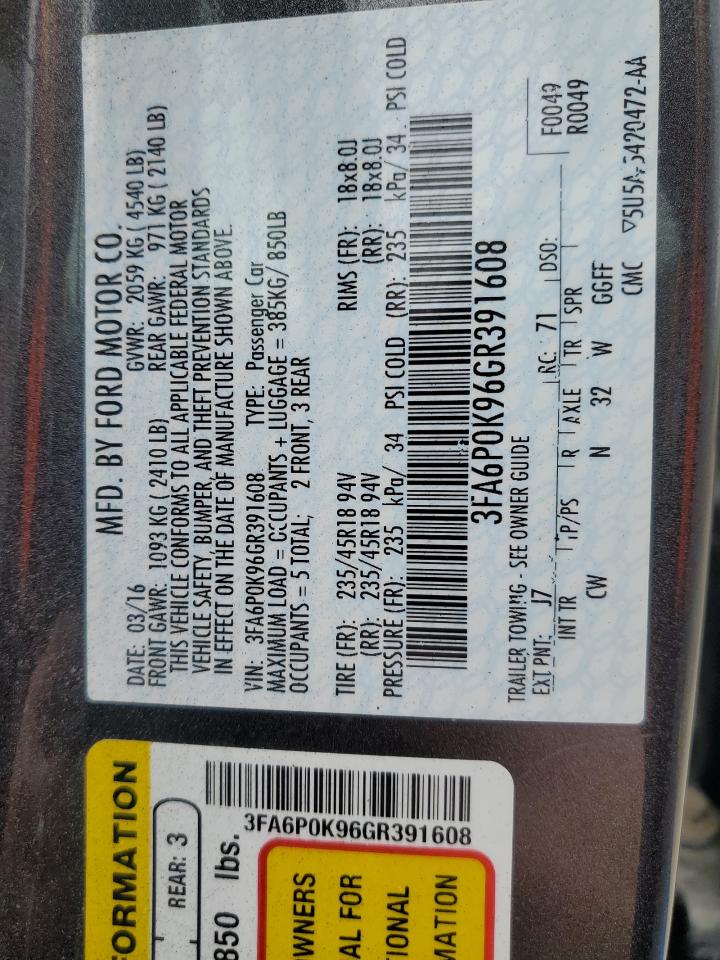 MFD. BY FORD MOTOR CO.
DATE: 03/16 GVWR: 2059 KG ( 4540 LB)
FRONT GAWR: 1093 KG ( 2410 LB) REAR GAWR: 971 KG ( 2140 LB)
THIS VEHICLE CONFORMS TO ALL APPLICABLE FEDERAL MOTOR
VEHICLE SAFETY, BUMPER, AND THEFT PREVENTION STANDARDS
IN EFFECT ON THE DATE OF MANUFACTURE SHOWN ABOVE.
VIN: 3FA6P0K96GR391608 TYPE: Passenger Car
MAXIMUM LOAD = OCCUPANTS + LUGGAGE = 385KG/ 850LB
OCCUPANTS = 5 TOTAL; 2 FRONT, 3 REAR
TIRE (FR): 235/45R18 94V RIMS (FR): 18x8.0J
(RR): 235/45R18 94V (RR): 18x8.0J
PRESSURE (FR): 235 kPa/ 34 PSI COLD (RR): 235 kPa/ 34 PSI COLD
3FA6P0K96GR391608
F0049
R0049
TRAILER TOWING - SEE OWNER GUIDE
EXT PNT: J7 RC: 71 DSO:
INT TR TP/PS R AXLE TR SPR
CW N 32 W GGFF
CMC ▽5U5A-5420472-AA
FORMATION
REAR: 3
850 lbs.
3FA6P0K96GR391608
WNERS
AL FOR
TIONAL
MATION